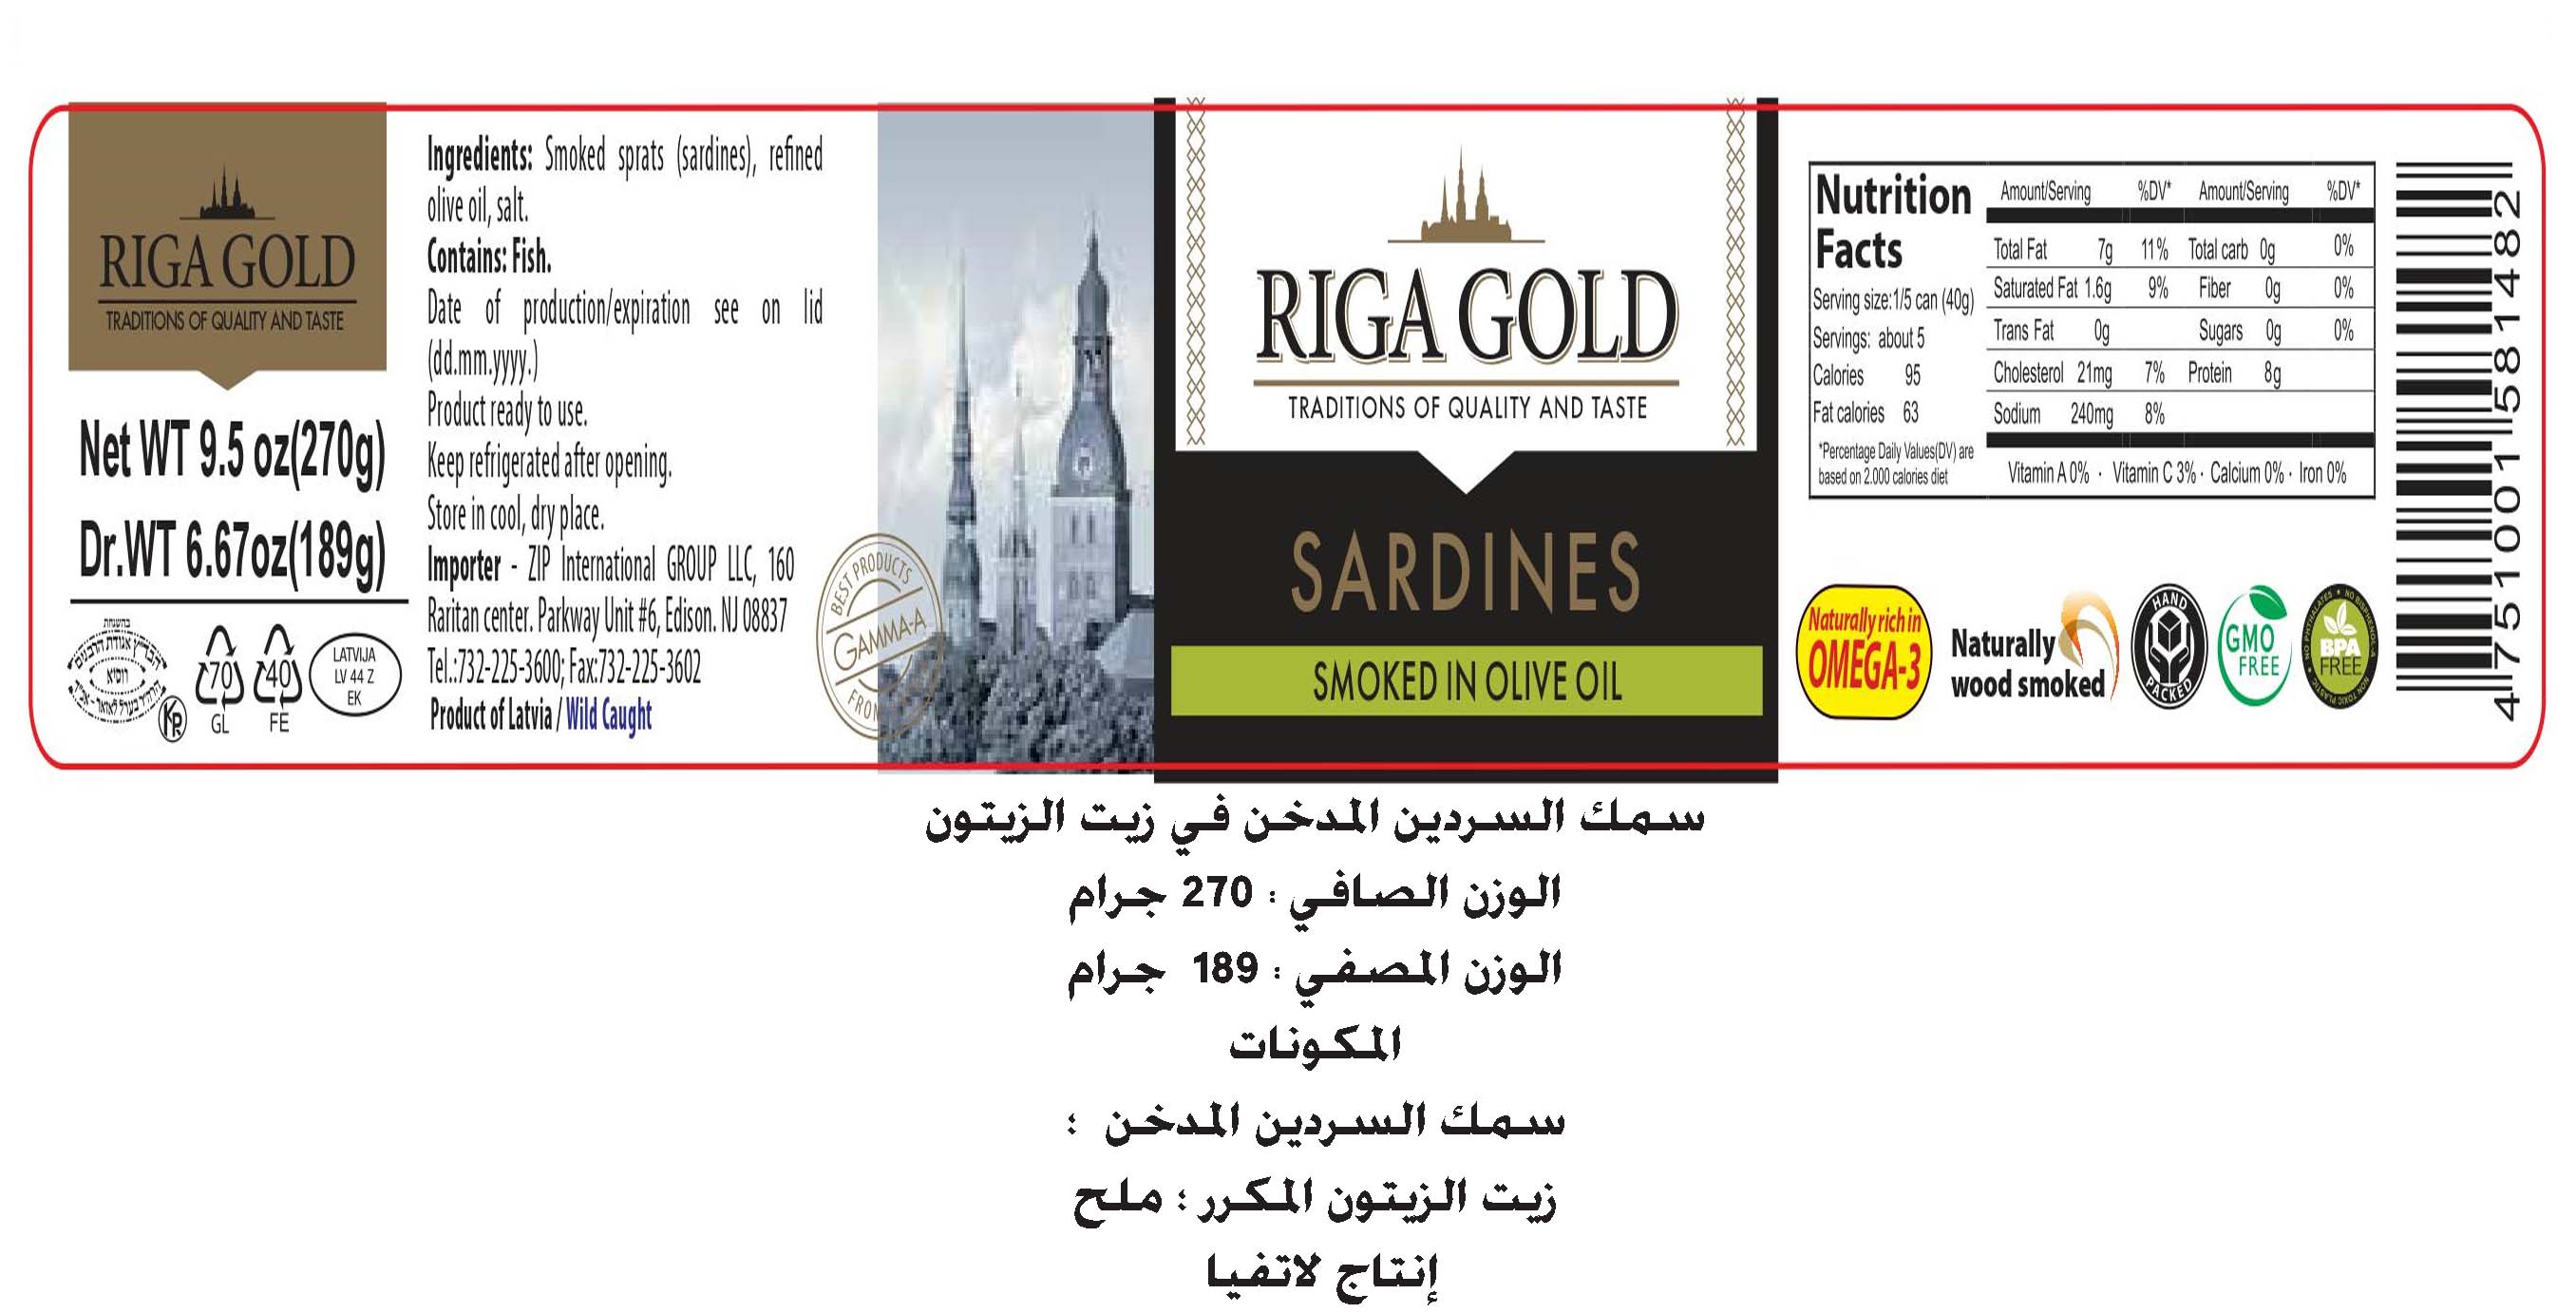 RIGA GOLD
TRADITIONS OF QUALITY AND TASTE
Net WT 9.5 oz(270g)
Dr.WT 6.67oz(189g)
70
GL
40
FE
LATVIJA
LV 44 Z
EK
Ingredients: Smoked sprats (sardines), refined
olive oil, salt.
Contains: Fish.
Date of production/expiration see on lid
(dd.mm.yyyy.)
Product ready to use.
Keep refrigerated after opening.
Store in cool, dry place.
Importer - ZIP International GROUP LLC, 160
Raritan center. Parkway Unit #6, Edison. NJ 08837
Tel.:732-225-3600; Fax:732-225-3602
Product of Latvia / Wild Caught
BEST PRODUCTS
GAMMA-A
FROM
RIGA GOLD
TRADITIONS OF QUALITY AND TASTE
SARDINES
SMOKED IN OLIVE OIL
Nutrition
Facts
Serving size:1/5 can (40g)
Servings: about 5
Calories 95
Fat calories 63
*Percentage Daily Values(DV) are
based on 2.000 calories diet
Amount/Serving %DV* Amount/Serving %DV*
Total Fat 7g 11% Total carb 0g 0%
Saturated Fat 1.6g 9% Fiber 0g 0%
Trans Fat 0g Sugars 0g 0%
Cholesterol 21mg 7% Protein 8g
Sodium 240mg 8%
Vitamin A 0% · Vitamin C 3% · Calcium 0% · Iron 0%
Naturally rich in
OMEGA-3
Naturally
wood smoked
HAND
PACKED
GMO
FREE
NO PHTHALATES • NO BISPHENOL-A
BPA
FREE
NON TOXIC PLASTIC
4751001581482
سمك السردين المدخن في زيت الزيتون
الوزن الصافي : 270 جرام
الوزن المصفي : 189 جرام
المكونات
سمك السردين المدخن ؛
زيت الزيتون المكرر ؛ ملح
إنتاج لاتفيا